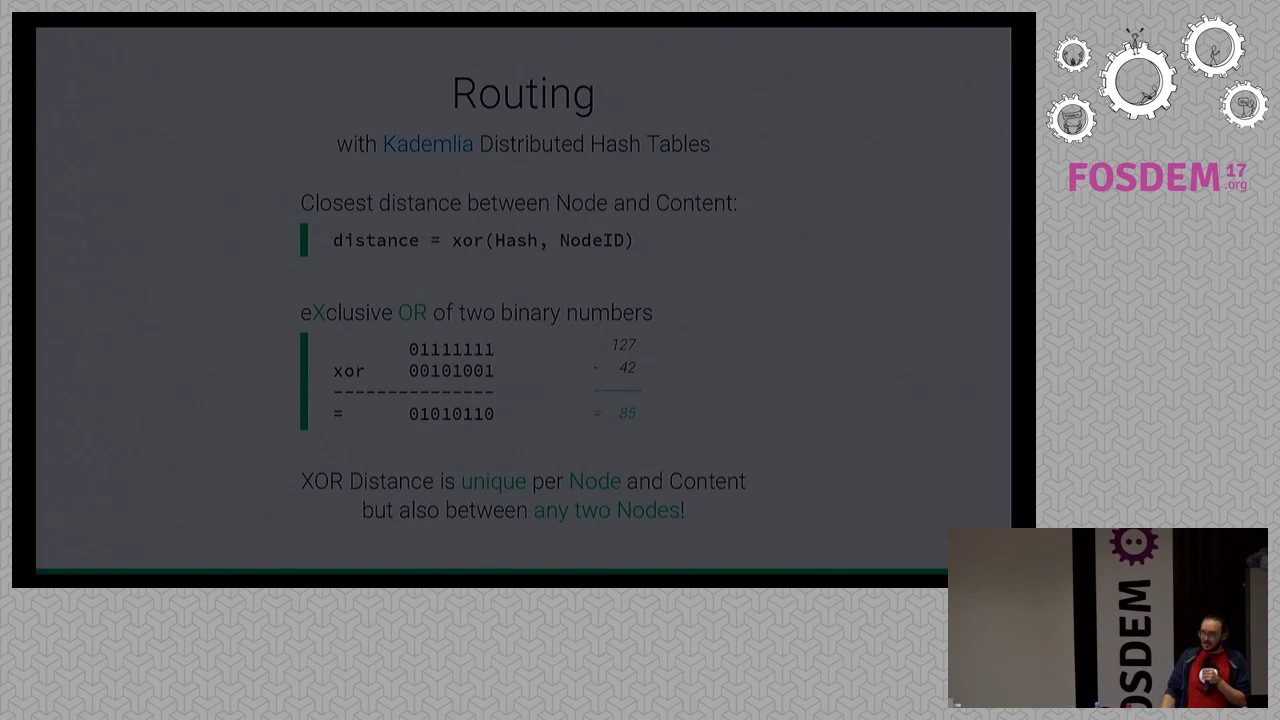 Routing
with Kademlia Distributed Hash Tables
Closest distance between Node and Content:
distance = xor(Hash, NodeID)
eXclusive OR of two binary numbers
01111111
xor 00101001
---------------
= 01010110
127
- 42
-----------
= 85
XOR Distance is unique per Node and Content
but also between any two Nodes!
FOSDEM 17
.org
OSDEM